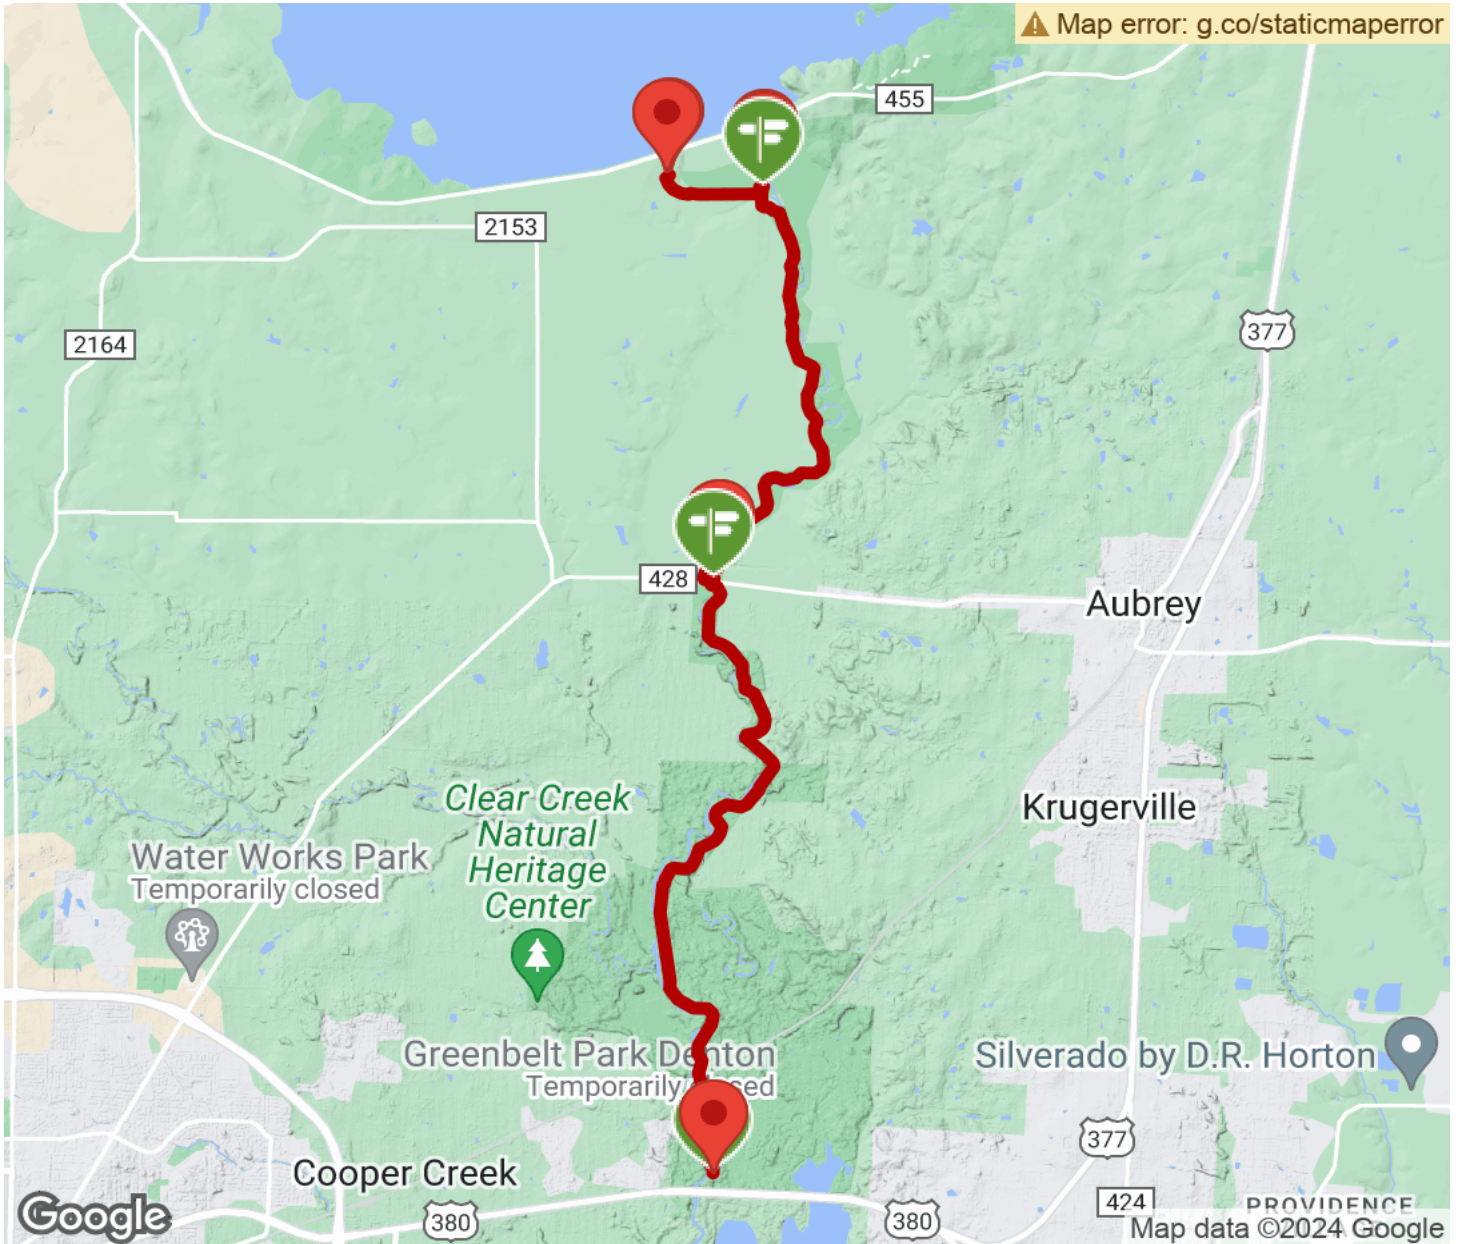 Map error: g.co/staticmaperror
455
2153
377
2164
428
Aubrey
Krugerville
Clear Creek
Natural
Heritage
Center
Water Works Park
Temporarily closed
Greenbelt Park Denton
Temporarily sed
Silverado by D.R. Horton
377
Cooper Creek
380
380
424
PROVIDENCE
Google
Map data ©2024 Google